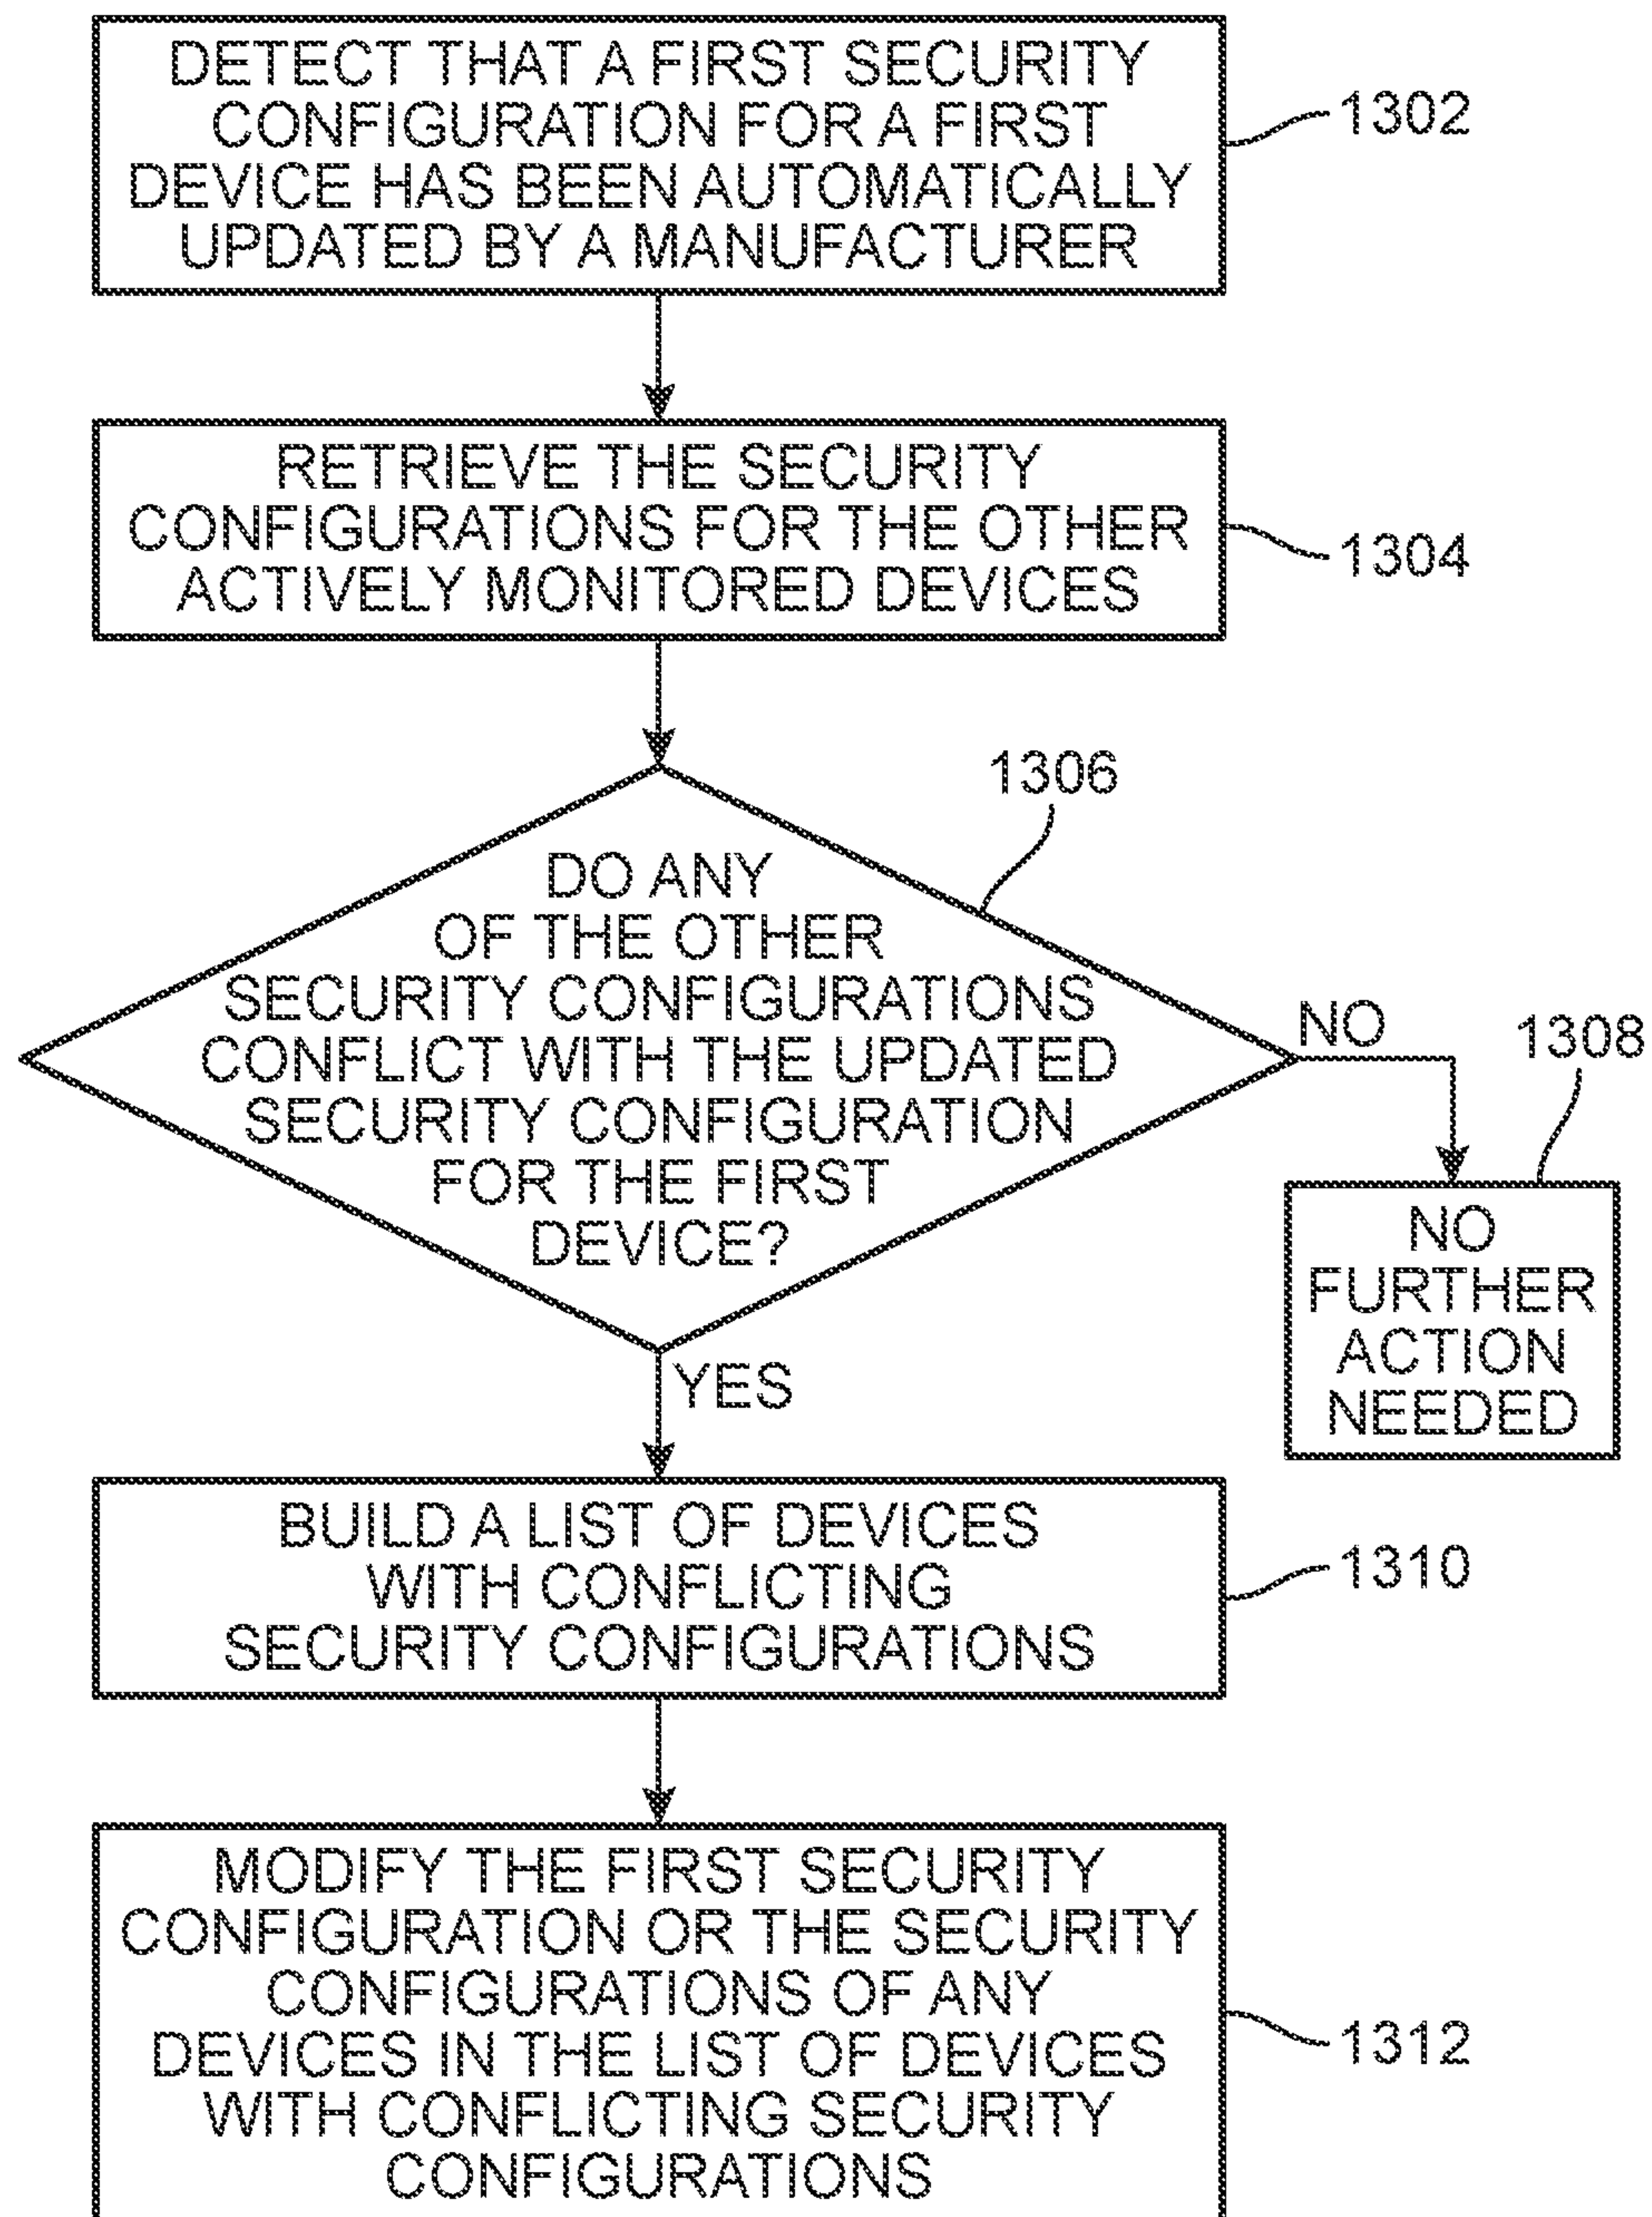 DETECT THAT A FIRST SECURITY
CONFIGURATION FOR A FIRST
DEVICE HAS BEEN AUTOMATICALLY
UPDATED BY A MANUFACTURER
1302
RETRIEVE THE SECURITY
CONFIGURATIONS FOR THE OTHER
ACTIVELY MONITORED DEVICES
1304
1306
DO ANY
OF THE OTHER
SECURITY CONFIGURATIONS
CONFLICT WITH THE UPDATED
SECURITY CONFIGURATION
FOR THE FIRST
DEVICE?
NO
1308
NO
FURTHER
ACTION
NEEDED
YES
BUILD A LIST OF DEVICES
WITH CONFLICTING
SECURITY CONFIGURATIONS
1310
MODIFY THE FIRST SECURITY
CONFIGURATION OR THE SECURITY
CONFIGURATIONS OF ANY
DEVICES IN THE LIST OF DEVICES
WITH CONFLICTING SECURITY
CONFIGURATIONS
1312